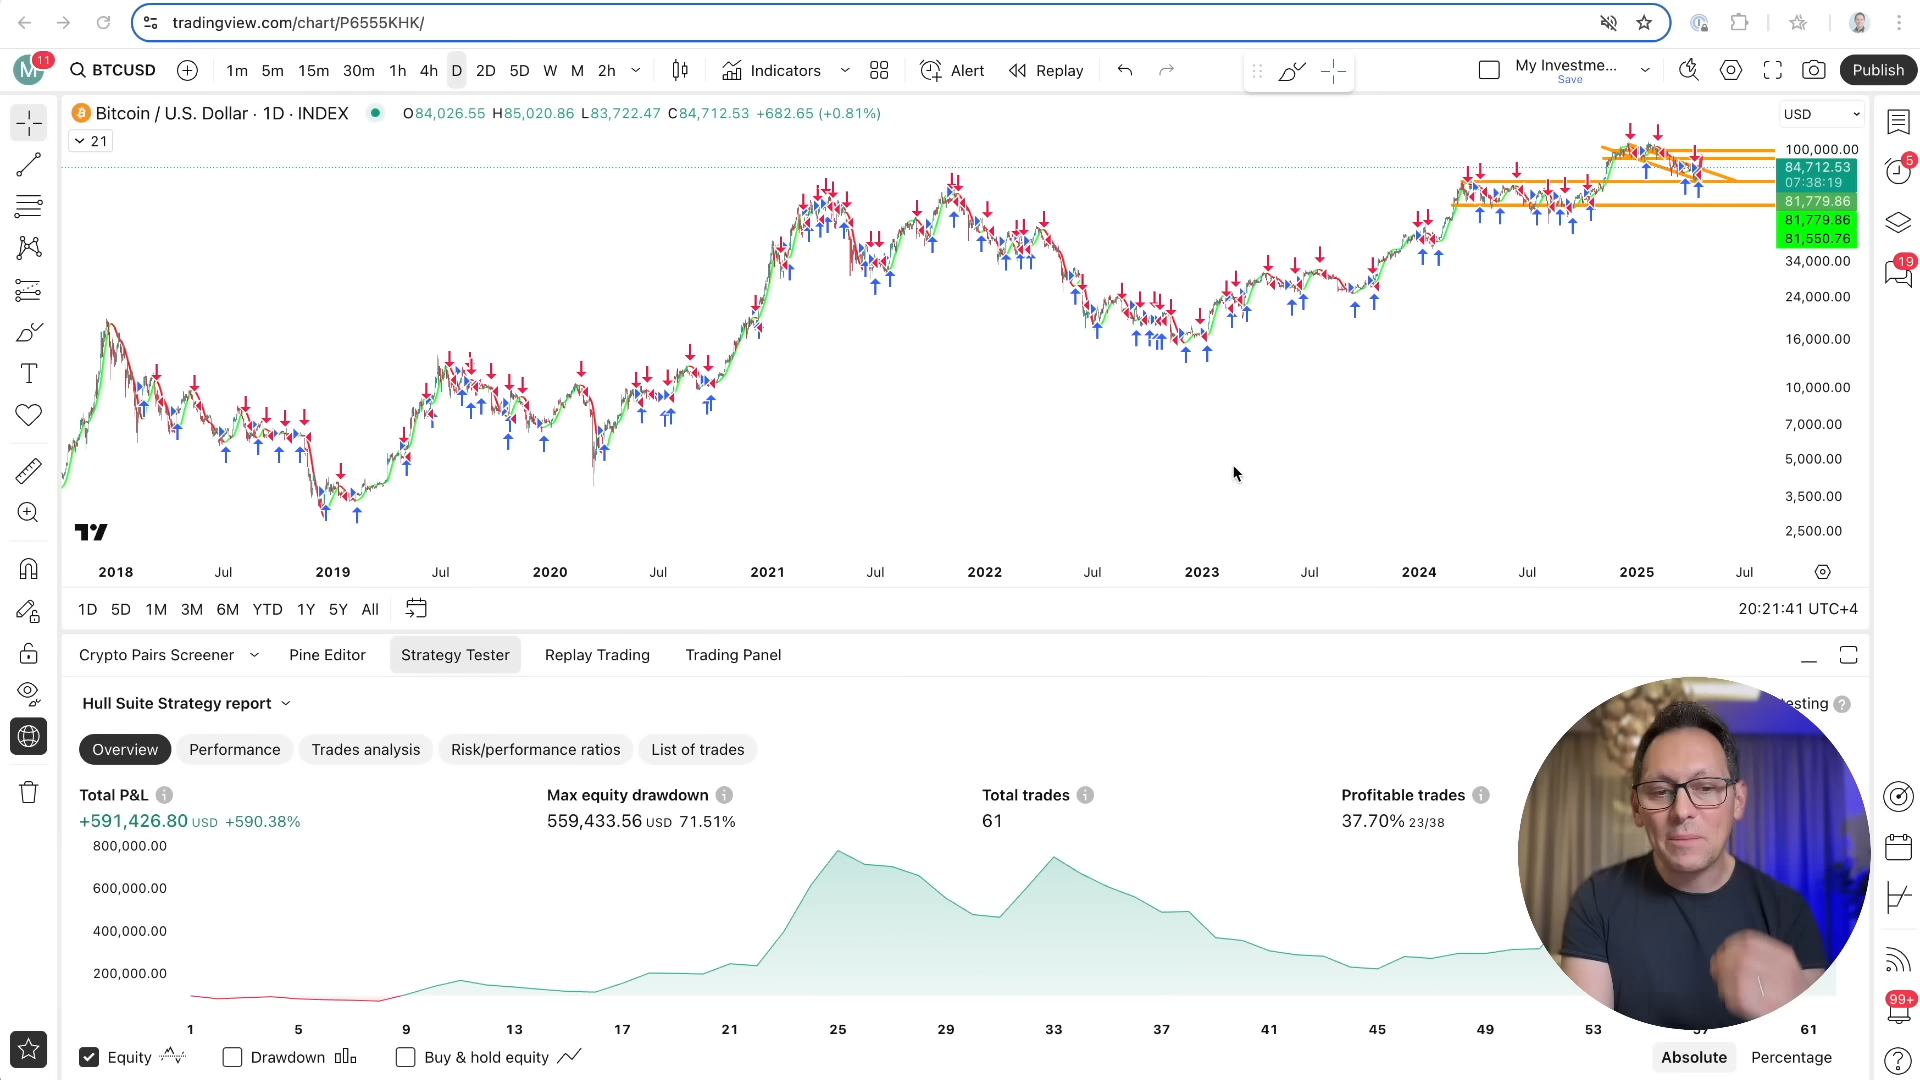 tradingview.com/chart/P6555KHK/
M 11 BTCUSD 1m 5m 15m 30m 1h 4h D 2D 5D W M 2h Indicators Alert Replay My Investme... Save Publish
Bitcoin / U.S. Dollar · 1D · INDEX O84,026.55 H85,020.86 L83,722.47 C84,712.53 +682.65 (+0.81%) USD
21
100,000.00
84,712.53
07:38:19
81,779.86
81,779.86
81,550.76
34,000.00
24,000.00
16,000.00
10,000.00
7,000.00
5,000.00
3,500.00
2,500.00
5
19
2018 Jul 2019 Jul 2020 Jul 2021 Jul 2022 Jul 2023 Jul 2024 Jul 2025 Jul
1D 5D 1M 3M 6M YTD 1Y 5Y All 20:21:41 UTC+4
Crypto Pairs Screener Pine Editor Strategy Tester Replay Trading Trading Panel
Hull Suite Strategy report
Overview Performance Trades analysis Risk/performance ratios List of trades
Total P&L Max equity drawdown Total trades Profitable trades
+591,426.80 USD +590.38% 559,433.56 USD 71.51% 61 37.70% 23/38
800,000.00
600,000.00
400,000.00
200,000.00
1 5 9 13 17 21 25 29 33 37 41 45 49 53 61
99+
Equity Drawdown Buy & hold equity Absolute Percentage